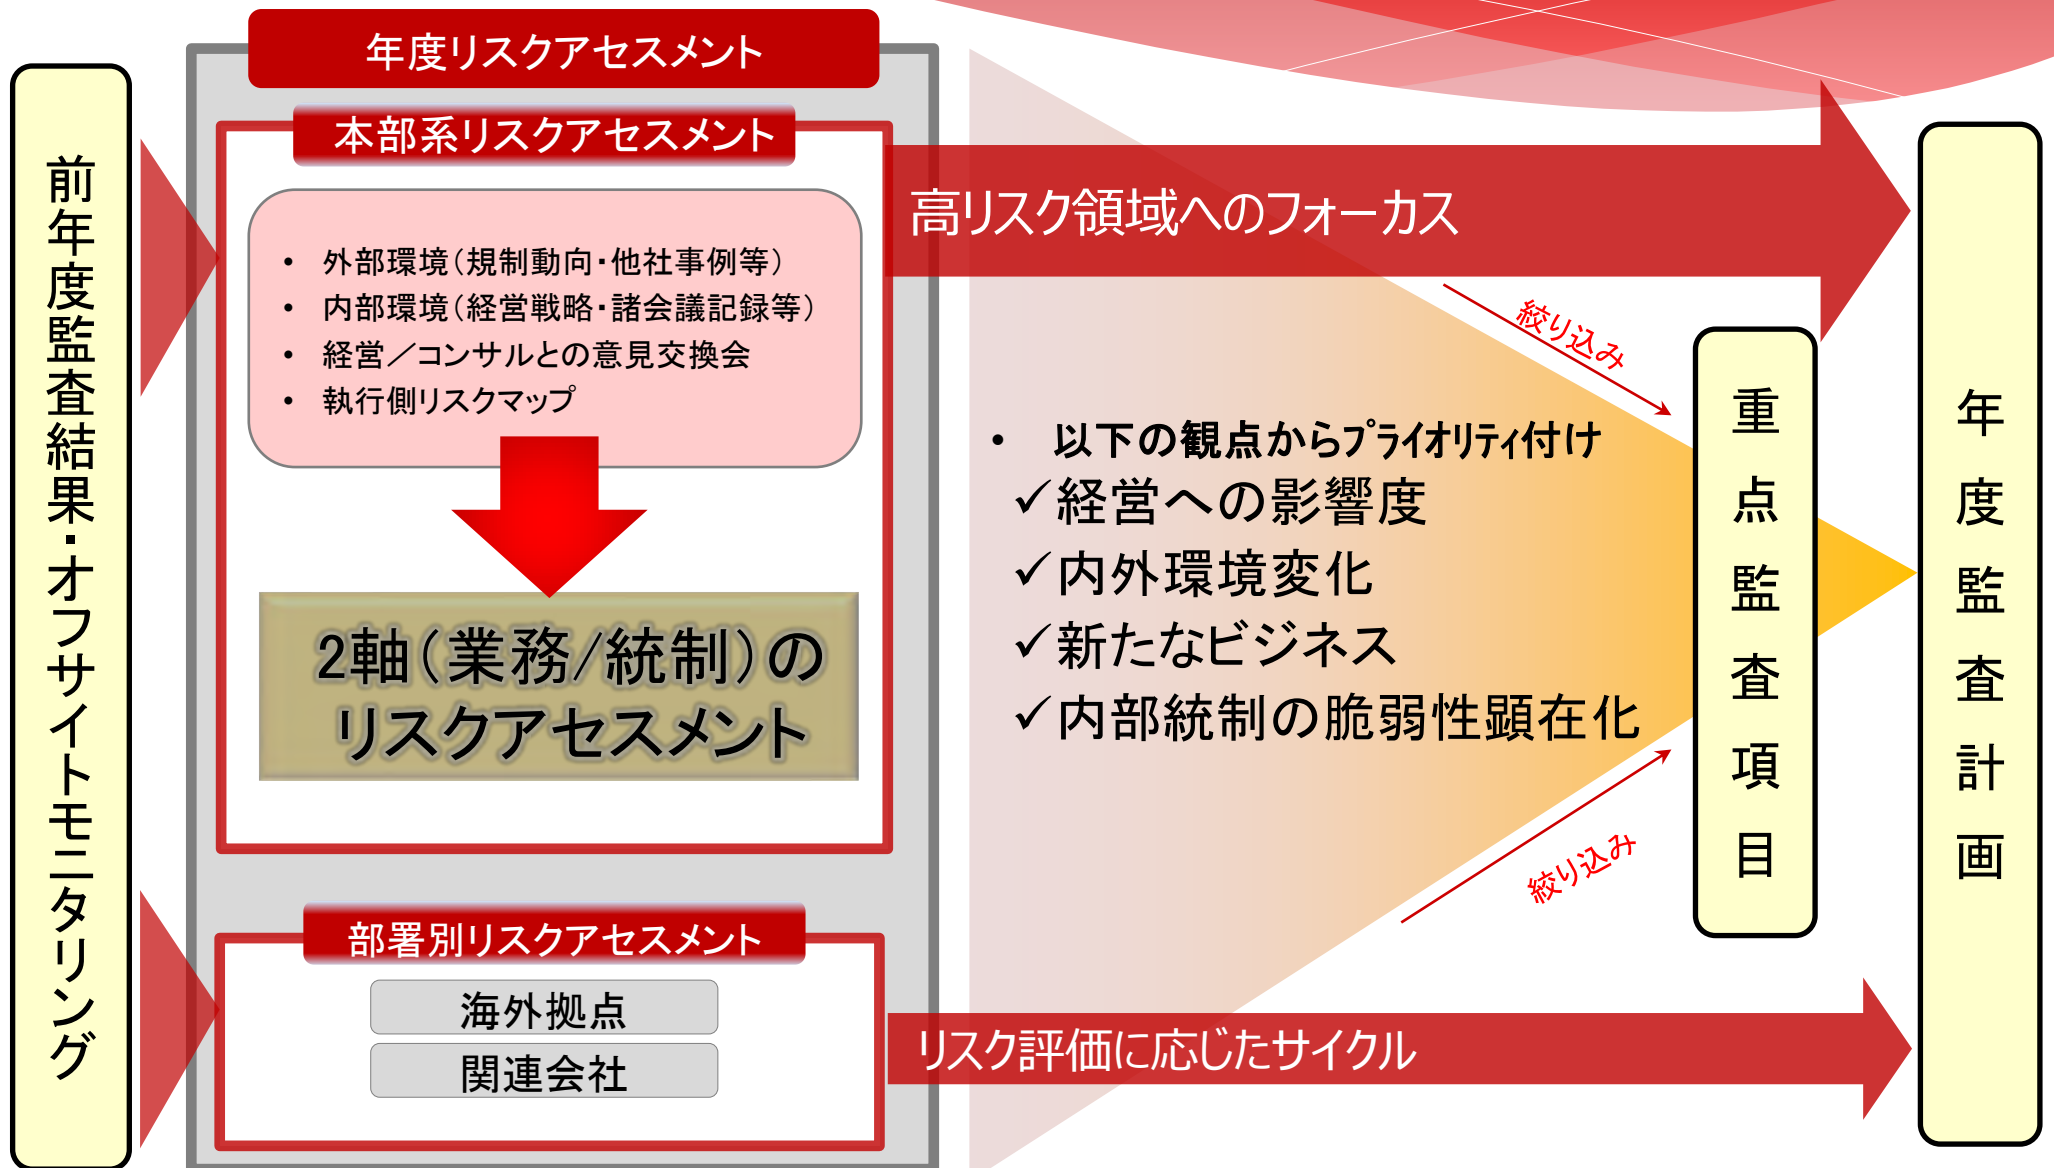 前年度監査結果・オフサイトモニタリング
年度リスクアセスメント
本部系リスクアセスメント
• 外部環境（規制動向・他社事例等）
• 内部環境（経営戦略・諸会議記録等）
• 経営／コンサルとの意見交換会
• 執行側リスクマップ
2軸（業務/統制）の
リスクアセスメント
部署別リスクアセスメント
海外拠点
関連会社
高リスク領域へのフォーカス
絞り込み
• 以下の観点からﾌﾟﾗｲｵﾘﾃｨ付け
✓経営への影響度
✓内外環境変化
✓新たなビジネス
✓内部統制の脆弱性顕在化
絞り込み
リスク評価に応じたサイクル
重点監査項目
年度監査計画